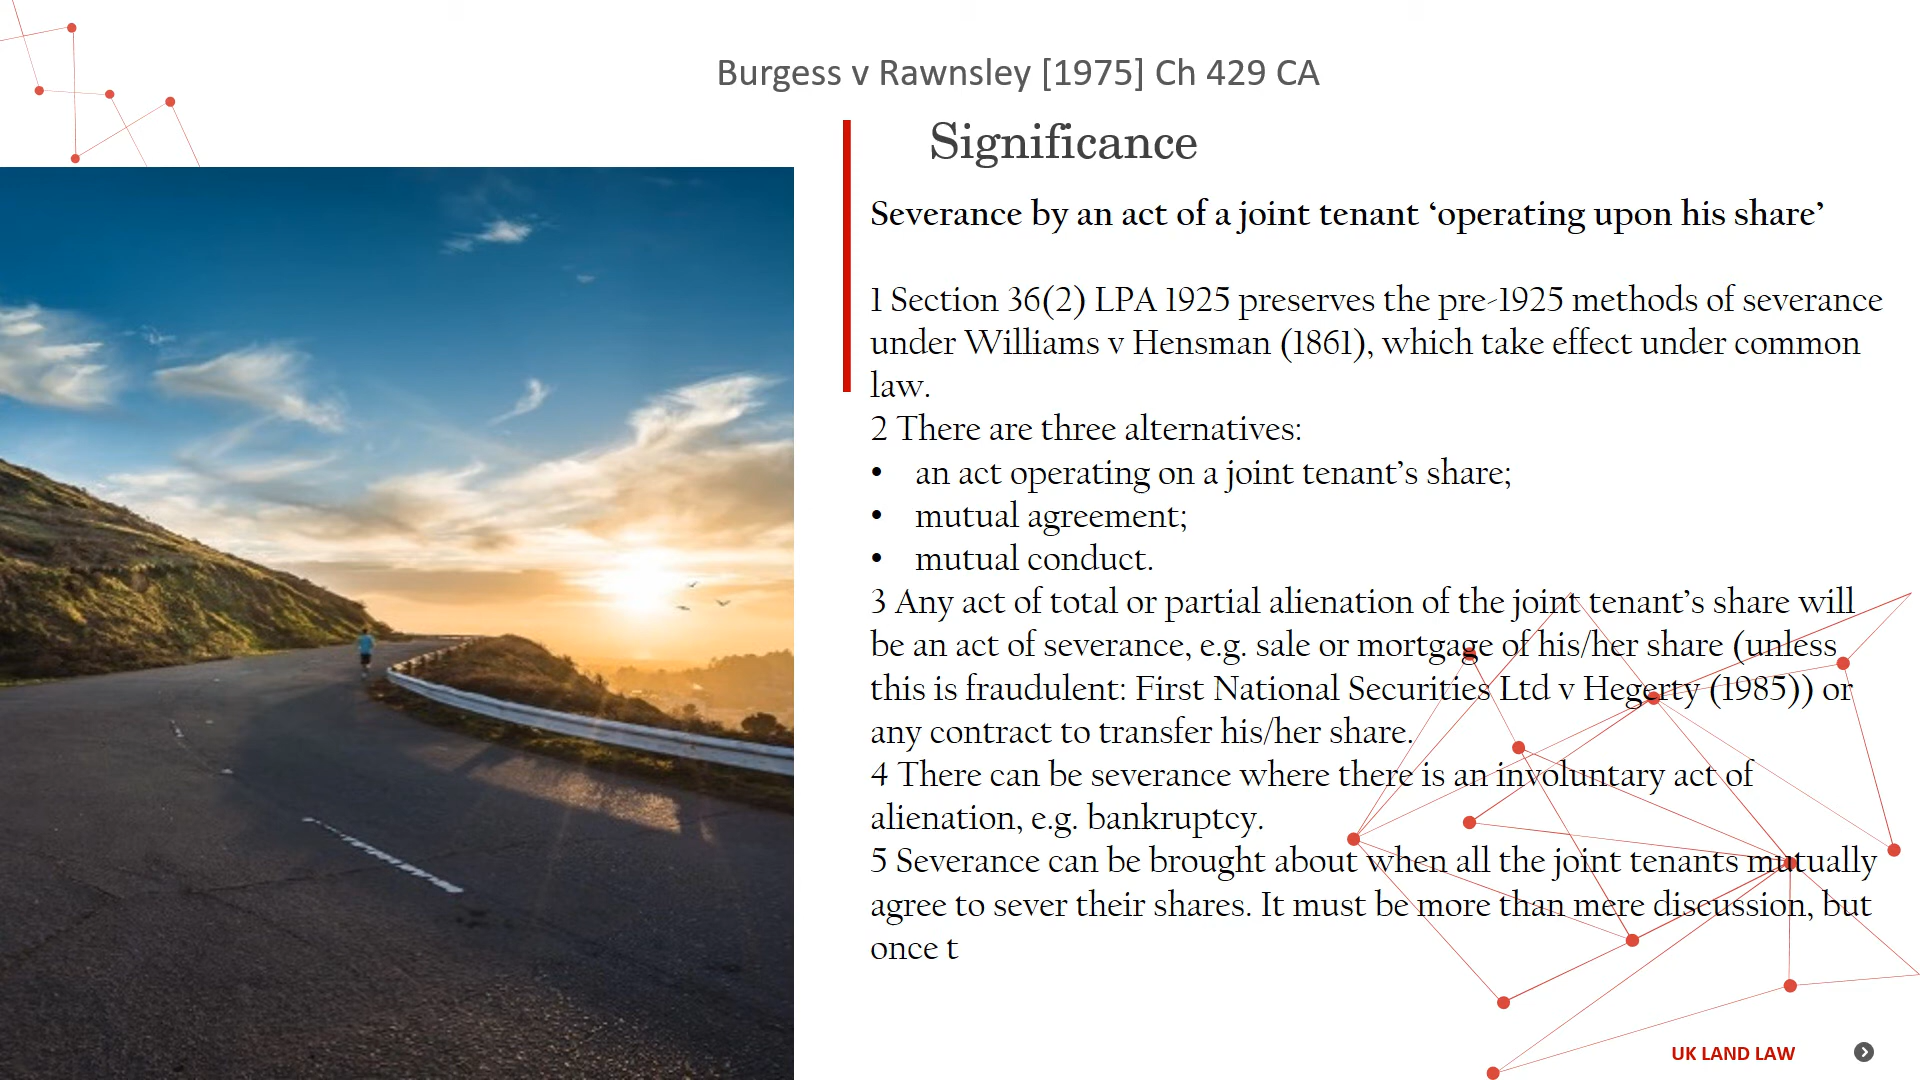 Burgess v Rawnsley [1975] Ch 429 CA
Significance
Severance by an act of a joint tenant ‘operating upon his share’
1 Section 36(2) LPA 1925 preserves the pre-1925 methods of severance
under Williams v Hensman (1861), which take effect under common
law.
2 There are three alternatives:
• an act operating on a joint tenant’s share;
• mutual agreement;
• mutual conduct.
3 Any act of total or partial alienation of the joint tenant’s share will
be an act of severance, e.g. sale or mortgage of his/her share (unless
this is fraudulent: First National Securities Ltd v Hegerty (1985)) or
any contract to transfer his/her share.
4 There can be severance where there is an involuntary act of
alienation, e.g. bankruptcy.
5 Severance can be brought about when all the joint tenants mutually
agree to sever their shares. It must be more than mere discussion, but
once t
UK LAND LAW